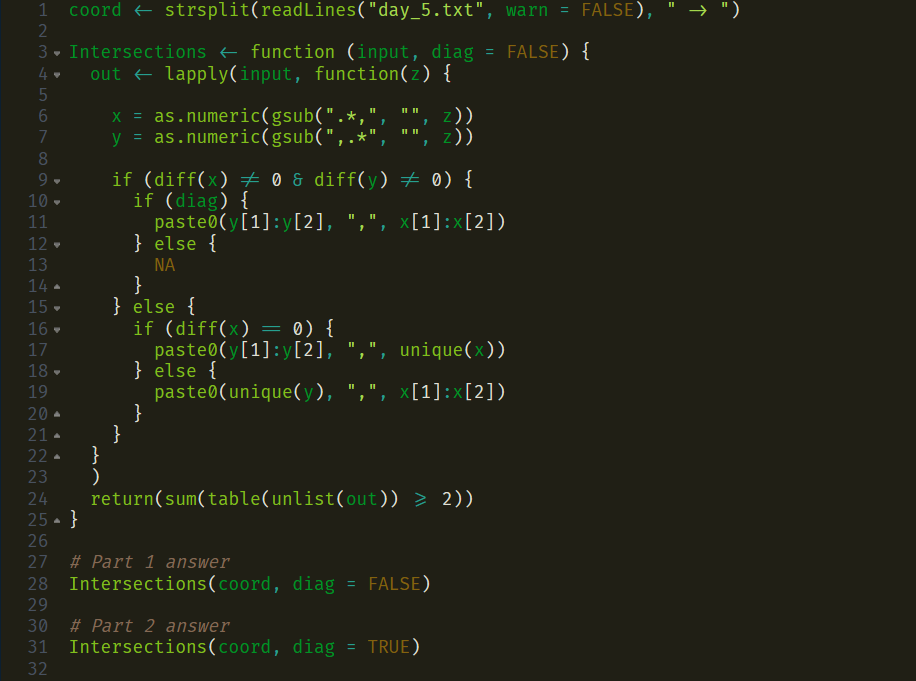 1 coord <- strsplit(readLines("day_5.txt", warn = FALSE), " -> ")
2
3 Intersections <- function (input, diag = FALSE) {
4   out <- lapply(input, function(z) {
5
6     x = as.numeric(gsub(".*,", "", z))
7     y = as.numeric(gsub(",.*", "", z))
8
9     if (diff(x) != 0 & diff(y) != 0) {
10       if (diag) {
11         paste0(y[1]:y[2], ",", x[1]:x[2])
12       } else {
13         NA
14       }
15     } else {
16       if (diff(x) == 0) {
17         paste0(y[1]:y[2], ",", unique(x))
18       } else {
19         paste0(unique(y), ",", x[1]:x[2])
20       }
21     }
22   }
23   )
24   return(sum(table(unlist(out)) >= 2))
25 }
26
27 # Part 1 answer
28 Intersections(coord, diag = FALSE)
29
30 # Part 2 answer
31 Intersections(coord, diag = TRUE)
32